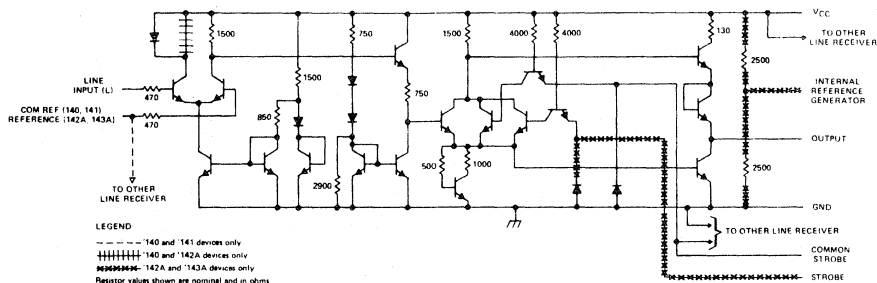 VCC
TO OTHER
LINE RECEIVER
1500
750
1500
4000
4000
130
2500
LINE
INPUT (L)
470
1500
INTERNAL
REFERENCE
GENERATOR
COM REF (140, 141)
REFERENCE (142A, 143A)
470
850
750
OUTPUT
500
1000
2500
2900
TO OTHER
LINE RECEIVER
GND
TO OTHER LINE RECEIVER
COMMON
STROBE
STROBE
LEGEND
'140 and '141 devices only
'140 and '142A devices only
'142A and '143A devices only
Resistor values shown are nominal and in ohms